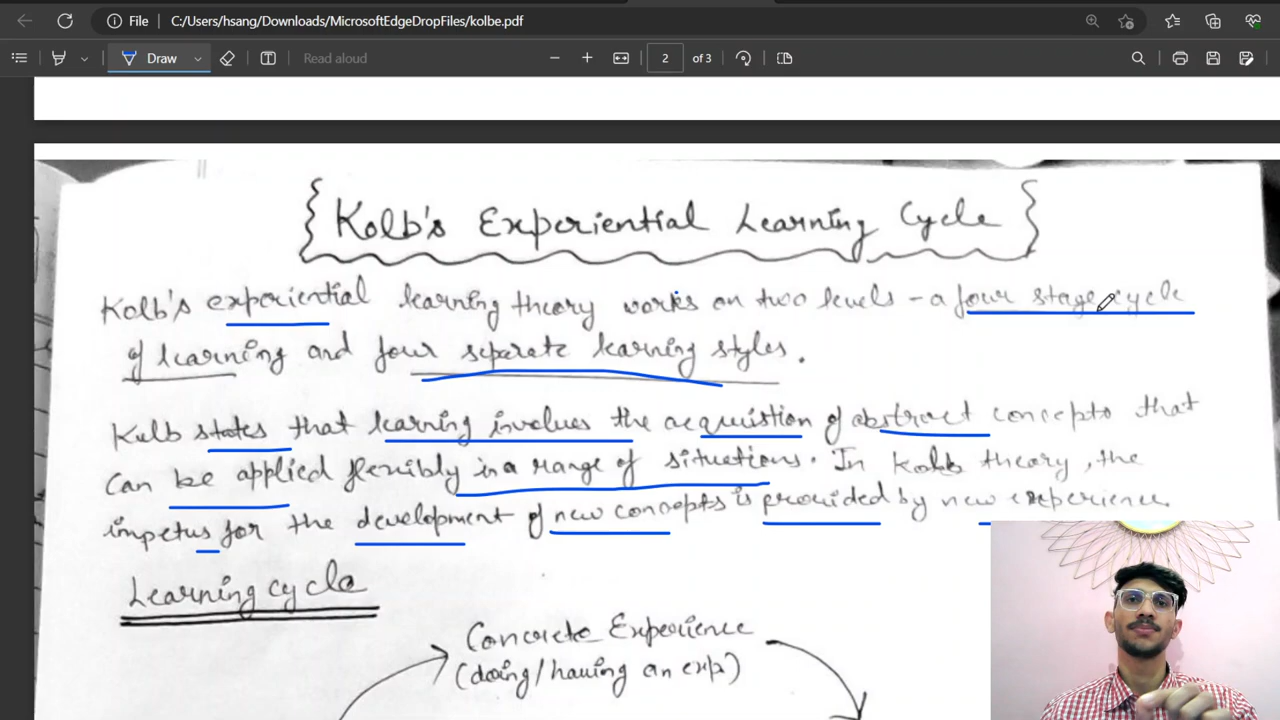 File C:/Users/hsang/Downloads/MicrosoftEdgeDropFiles/kolbe.pdf
Draw Read aloud 2 of 3
Kolb's Experiential Learning Cycle
Kolb's experiential learning theory works on two levels - a four stage cycle
of learning and four separate learning styles.
Kolb states that learning involves the acquistion of abstract concepts that
can be applied flexibly in a range of situations. In Kolb theory, the
impetus for the development of new concepts is provided by new experience
Learning cycle
Concrete Experience
(doing/having an exp)